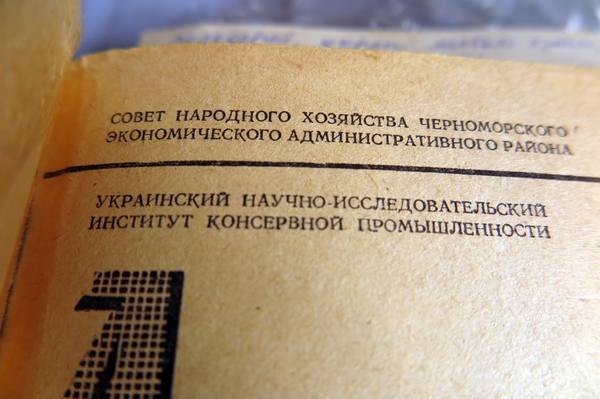 СОВЕТ НАРОДНОГО ХОЗЯЙСТВА ЧЕРНОМОРСКОГО
ЭКОНОМИЧЕСКОГО АДМИНИСТРАТИВНОГО РАЙОНА
УКРАИНСКИЙ НАУЧНО-ИССЛЕДОВАТЕЛЬСКИЙ
ИНСТИТУТ КОНСЕРВНОЙ ПРОМЫШЛЕННОСТИ